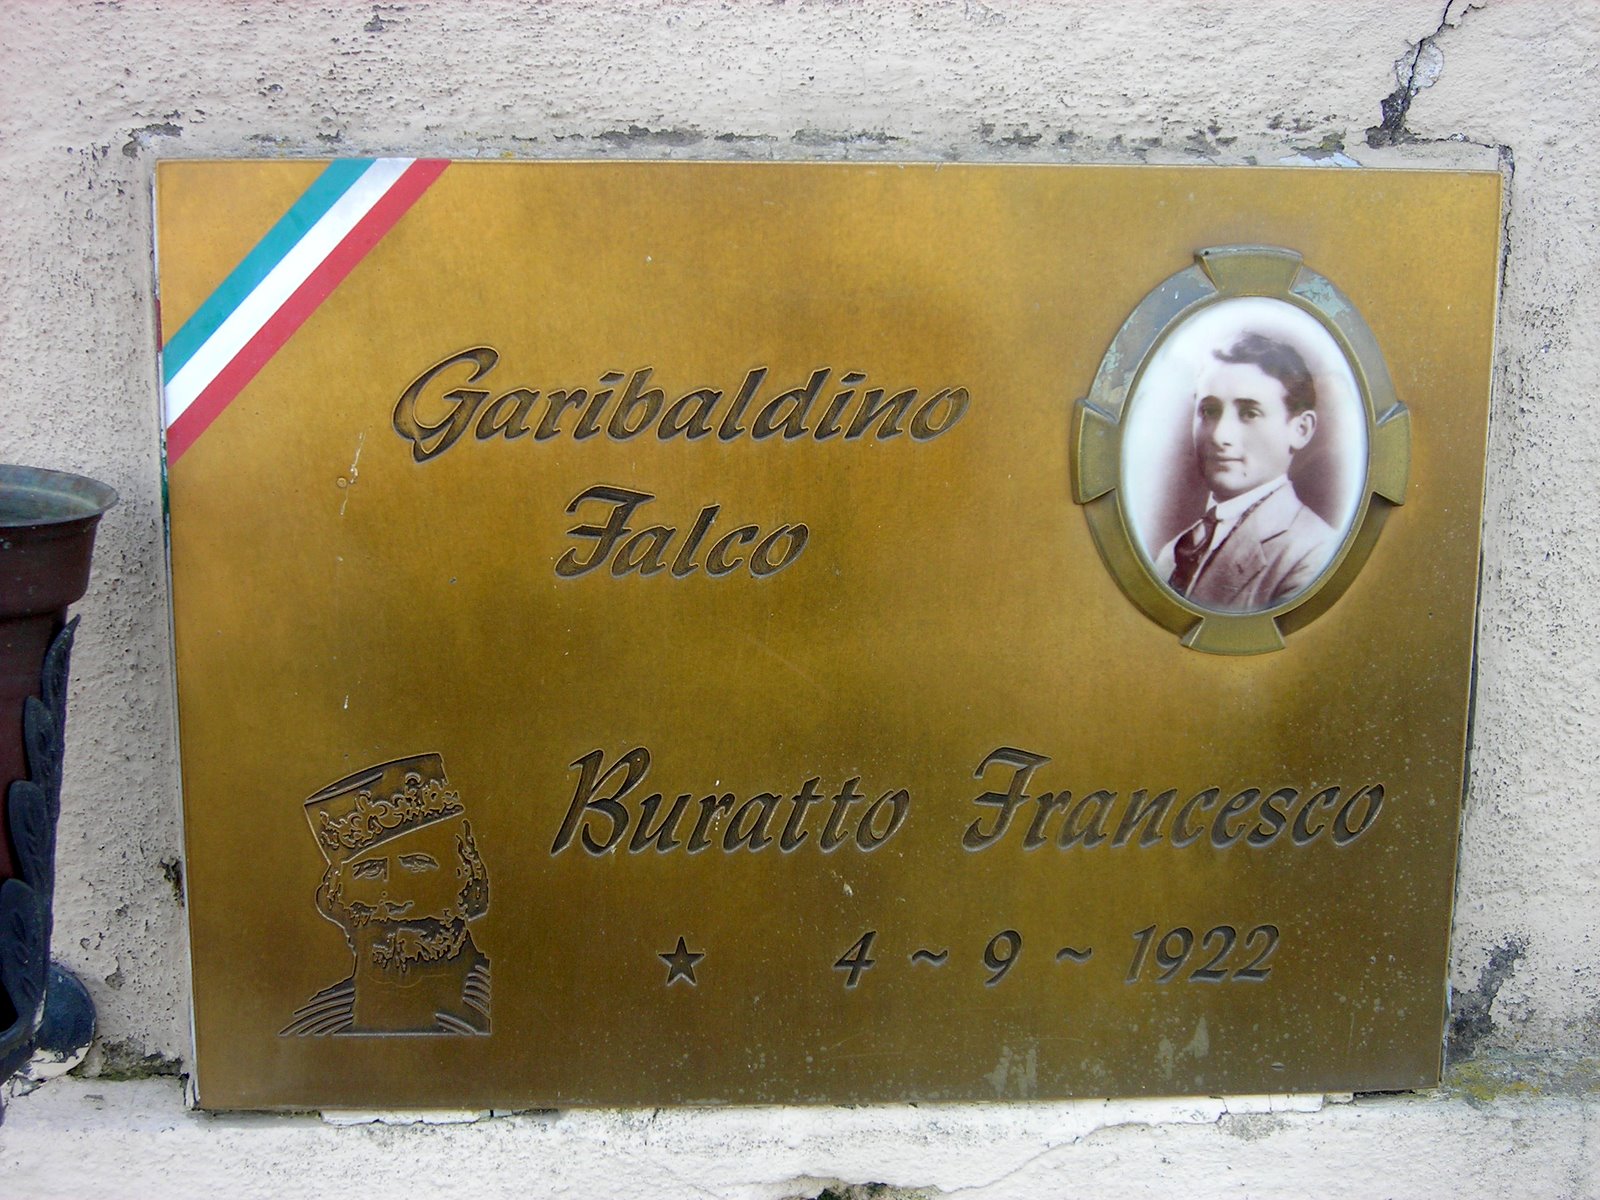 Garibaldino
Falco
Buratto Francesco
★ 4 ~ 9 ~ 1922